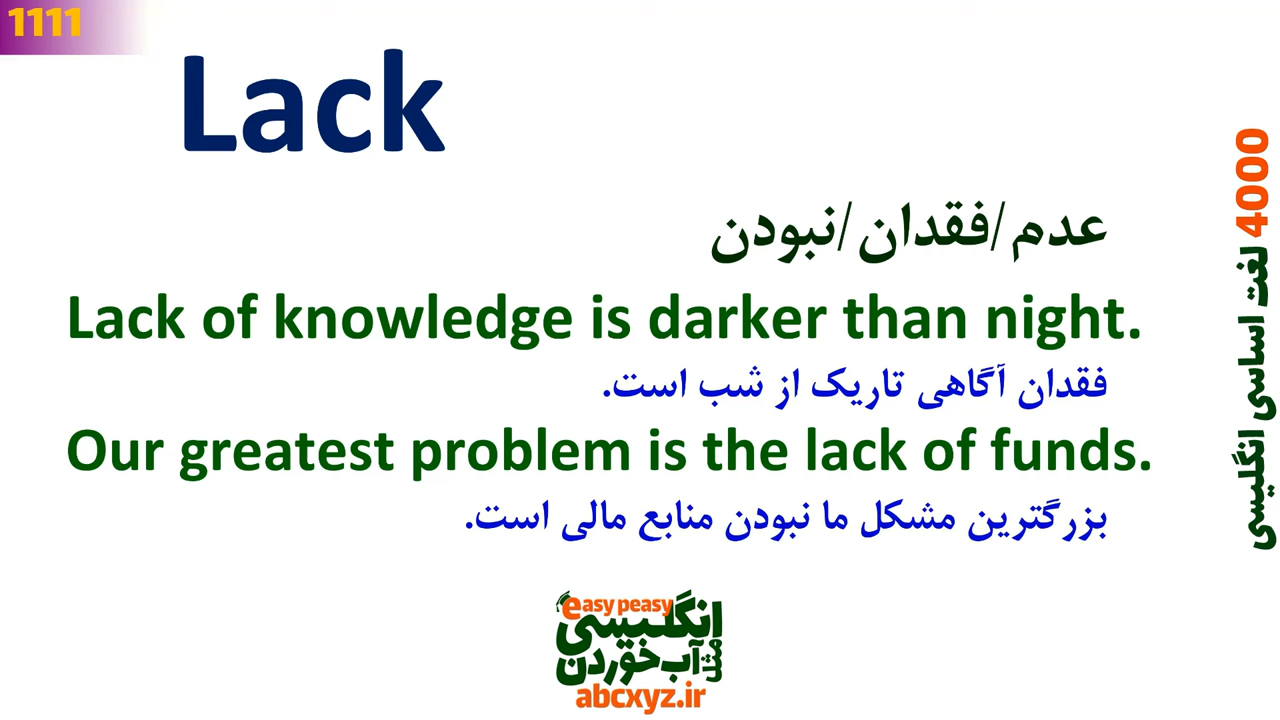 1111
Lack
عدم/فقدان/نبودن
Lack of knowledge is darker than night.
فقدان آگاهی تاریک از شب است.
Our greatest problem is the lack of funds.
بزرگترین مشکل ما نبودن منابع مالی است.
4000 لغت اساسی انگلیسی
easy peasy
انگلیسی
مثل آب خوردن
abcxyz.ir